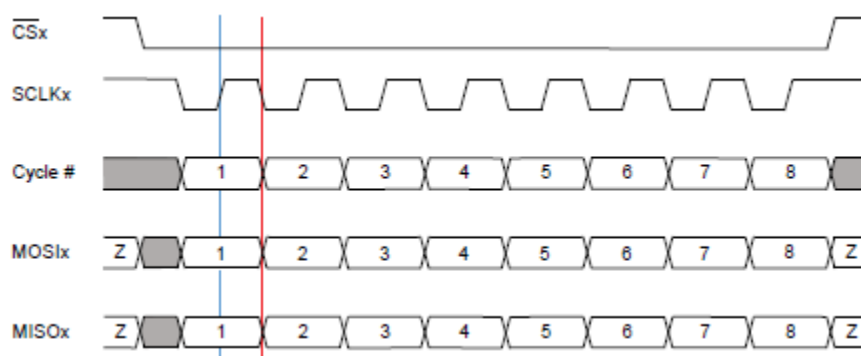 C̅S̅x
SCLKx
Cycle # 1 2 3 4 5 6 7 8
MOSIx Z 1 2 3 4 5 6 7 8 Z
MISOx Z 1 2 3 4 5 6 7 8 Z